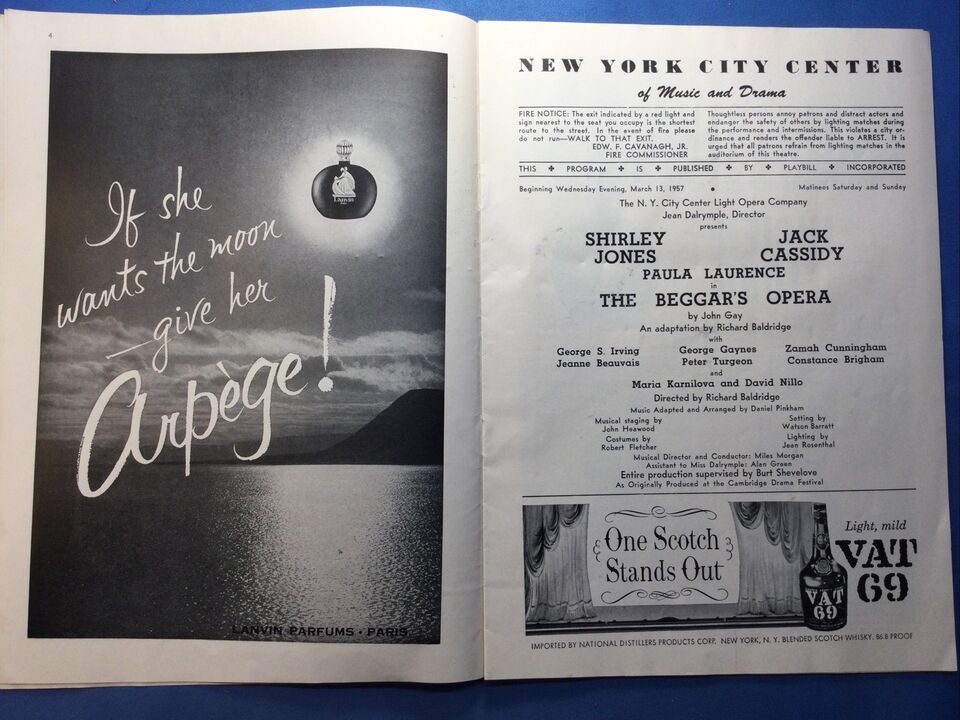 4
If she
wants the moon
—give her
Arpège!
Lanvin
LANVIN PARFUMS • PARIS
NEW YORK CITY CENTER
of Music and Drama
FIRE NOTICE: The exit indicated by a red light and
sign nearest to the seat you occupy is the shortest
route to the street. In the event of fire please
do not run—WALK TO THAT EXIT.
EDW. F. CAVANAGH, JR.
FIRE COMMISSIONER
Thoughtless persons annoy patrons and distract actors and
endanger the safety of others by lighting matches during
the performance and intermissions. This violates a city or-
dinance and renders the offender liable to ARREST. It is
urged that all patrons refrain from lighting matches in the
auditorium of this theatre.
THIS ✤ PROGRAM ✤ IS ✤ PUBLISHED ✤ BY ✤ PLAYBILL ✤ INCORPORATED
Beginning Wednesday Evening, March 13, 1957 • Matinees Saturday and Sunday
The N. Y. City Center Light Opera Company
Jean Dalrymple, Director
presents
SHIRLEY JONES
JACK CASSIDY
PAULA LAURENCE
in
THE BEGGAR'S OPERA
by John Gay
An adaptation by Richard Baldridge
with
George S. Irving George Gaynes Zamah Cunningham
Jeanne Beauvais Peter Turgeon Constance Brigham
and
Maria Karnilova and David Nillo
Directed by Richard Baldridge
Music Adapted and Arranged by Daniel Pinkham
Musical staging by
John Heawood
Setting by
Watson Barratt
Costumes by
Robert Fletcher
Lighting by
Jean Rosenthal
Musical Director and Conductor: Miles Morgan
Assistant to Miss Dalrymple: Alan Green
Entire production supervised by Burt Shevelove
As Originally Produced at the Cambridge Drama Festival
One Scotch
Stands Out
VAT
69
Light, mild
VAT
69
IMPORTED BY NATIONAL DISTILLERS PRODUCTS CORP. NEW YORK, N. Y. BLENDED SCOTCH WHISKY. 86.8 PROOF